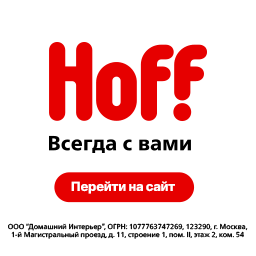 Hoff
Всегда с вами
Перейти на сайт
ООО "Домашний Интерьер", ОГРН: 1077763747269, 123290, г. Москва,
1-й Магистральный проезд, д. 11, строение 1, пом. II, этаж 2, ком. 54